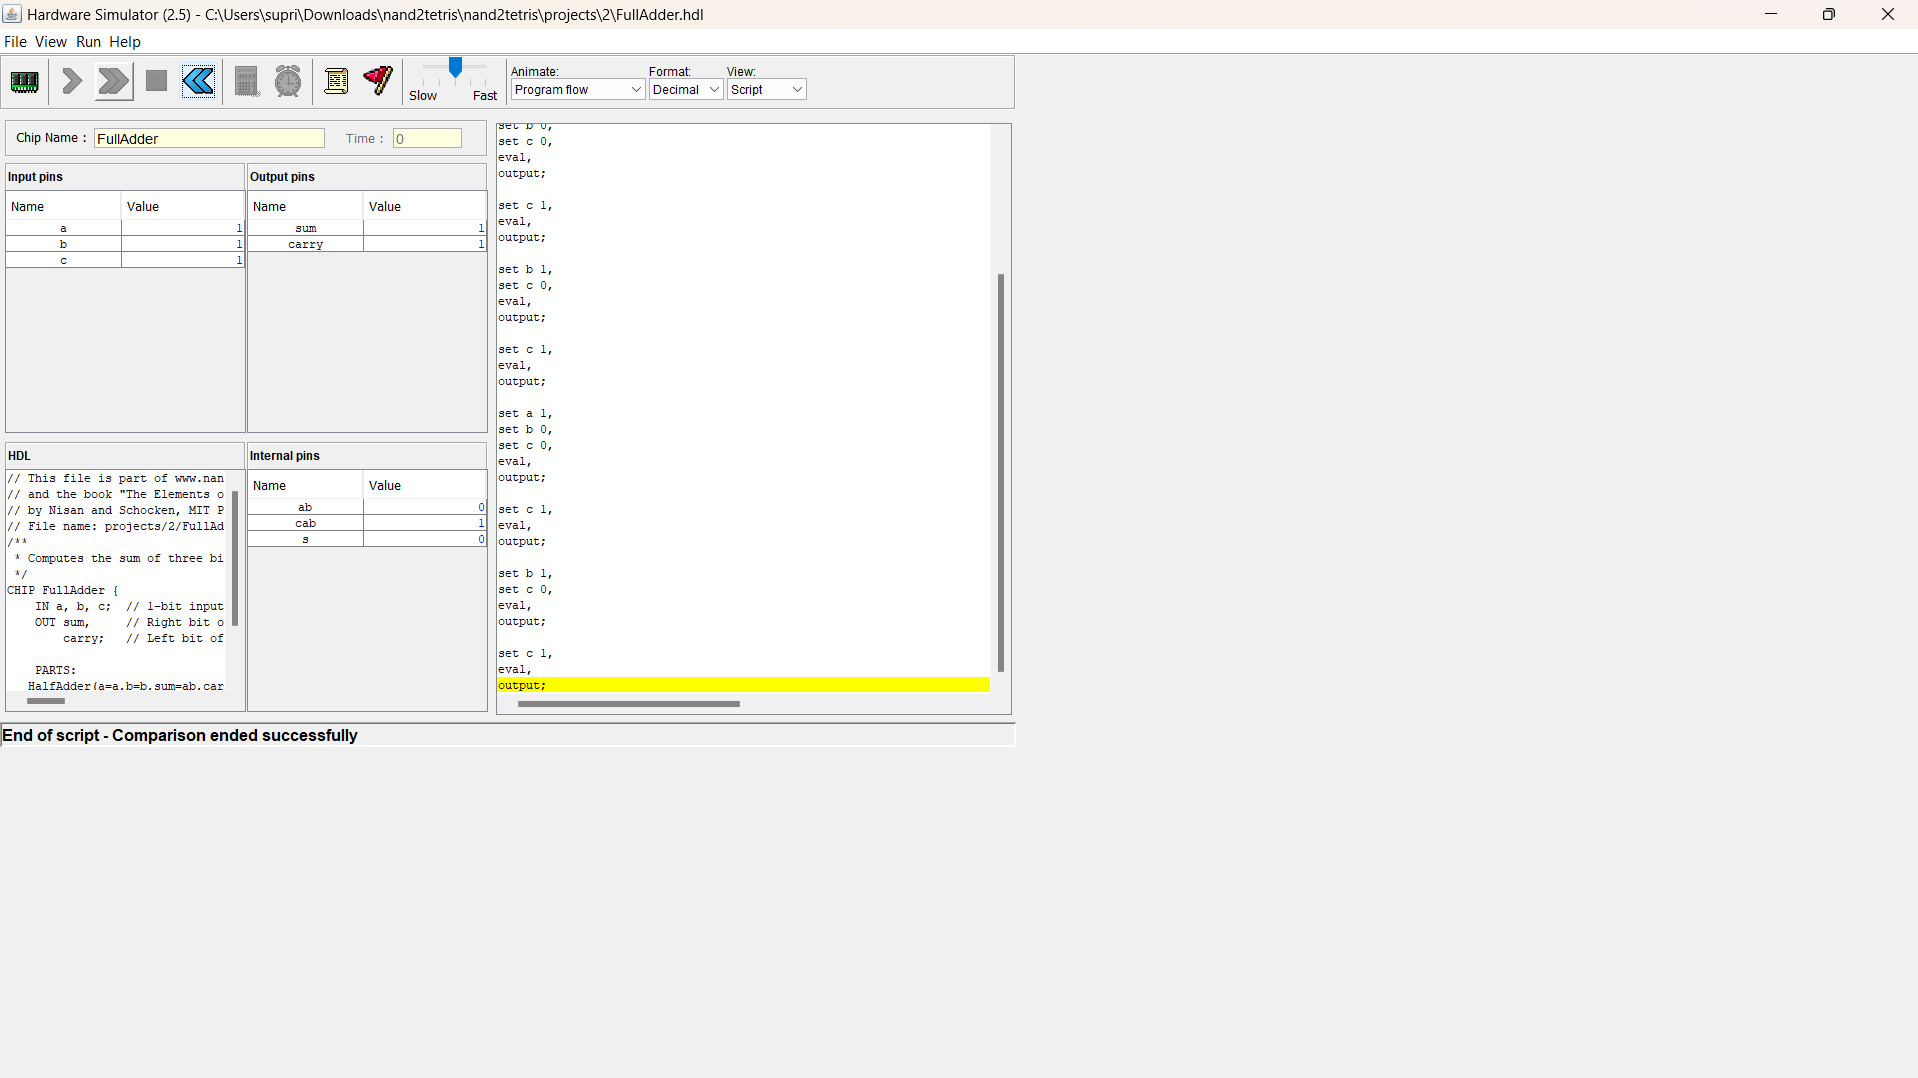 Hardware Simulator (2.5) - C:\Users\supri\Downloads\nand2tetris\nand2tetris\projects\2\FullAdder.hdl
File View Run Help
Slow Fast
Animate:
Program flow
Format:
Decimal
View:
Script
Chip Name : FullAdder Time : 0
Input pins
Name Value
a 1
b 1
c 1
Output pins
Name Value
sum 1
carry 1
HDL
// This file is part of www.nan
// and the book "The Elements o
// by Nisan and Schocken, MIT P
// File name: projects/2/FullAd
/**
* Computes the sum of three bi
*/
CHIP FullAdder {
IN a, b, c; // 1-bit input
OUT sum, // Right bit o
carry; // Left bit of
PARTS:
HalfAdder(a=a,b=b,sum=ab,car
Internal pins
Name Value
ab 0
cab 1
s 0
set b 0,
set c 0,
eval,
output;
set c 1,
eval,
output;
set b 1,
set c 0,
eval,
output;
set c 1,
eval,
output;
set a 1,
set b 0,
set c 0,
eval,
output;
set c 1,
eval,
output;
set b 1,
set c 0,
eval,
output;
set c 1,
eval,
output;
End of script - Comparison ended successfully